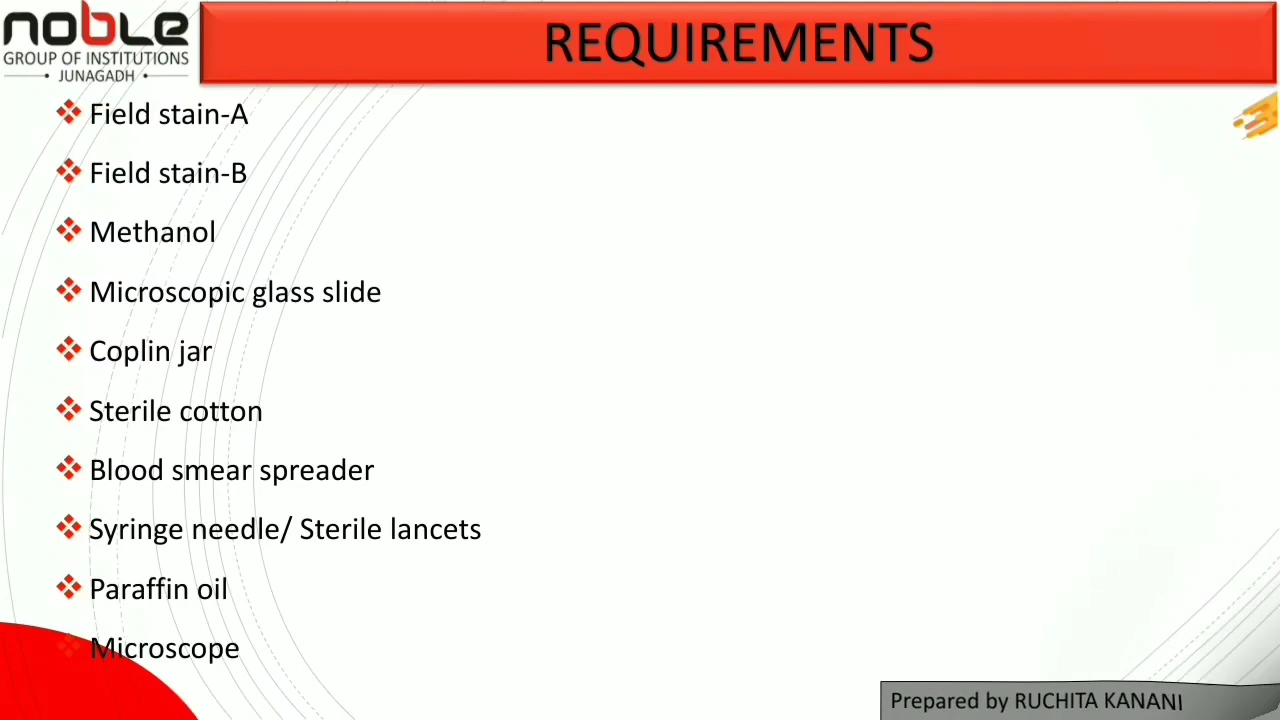 noble
GROUP OF INSTITUTIONS
• JUNAGADH •
REQUIREMENTS
Field stain-A
Field stain-B
Methanol
Microscopic glass slide
Coplin jar
Sterile cotton
Blood smear spreader
Syringe needle/ Sterile lancets
Paraffin oil
Microscope
Prepared by RUCHITA KANANI